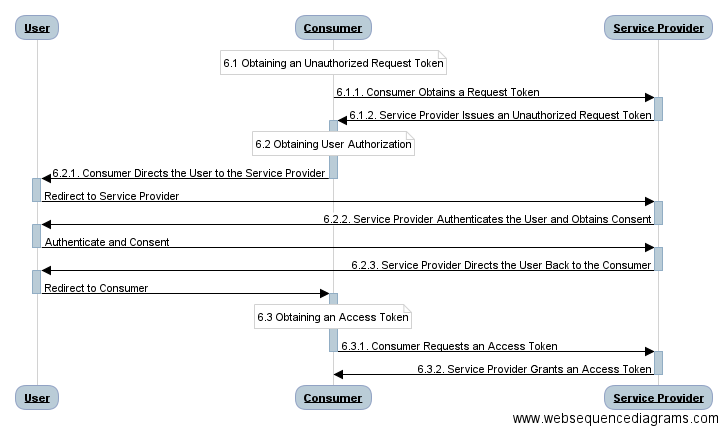 User Consumer Service Provider
6.1 Obtaining an Unauthorized Request Token
6.1.1. Consumer Obtains a Request Token
6.1.2. Service Provider Issues an Unauthorized Request Token
6.2 Obtaining User Authorization
6.2.1. Consumer Directs the User to the Service Provider
Redirect to Service Provider
6.2.2. Service Provider Authenticates the User and Obtains Consent
Authenticate and Consent
6.2.3. Service Provider Directs the User Back to the Consumer
Redirect to Consumer
6.3 Obtaining an Access Token
6.3.1. Consumer Requests an Access Token
6.3.2. Service Provider Grants an Access Token
User Consumer Service Provider
www.websequencediagrams.com